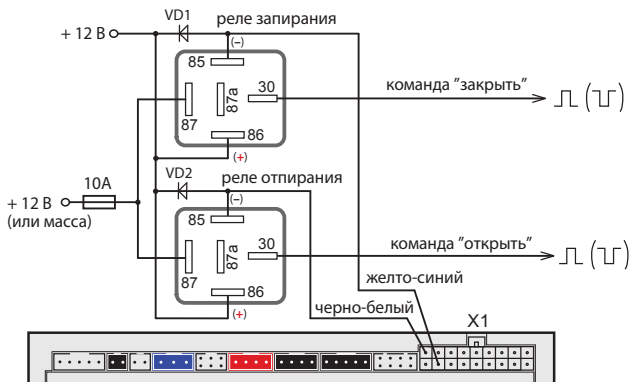 VD1
реле запирания
+ 12 В
(–)
85
30
87а
87
86
(+)
команда "закрыть"
10А
+ 12 В
(или масса)
VD2
реле отпирания
(–)
85
30
87а
87
86
(+)
команда "открыть"
желто-синий
черно-белый
X1